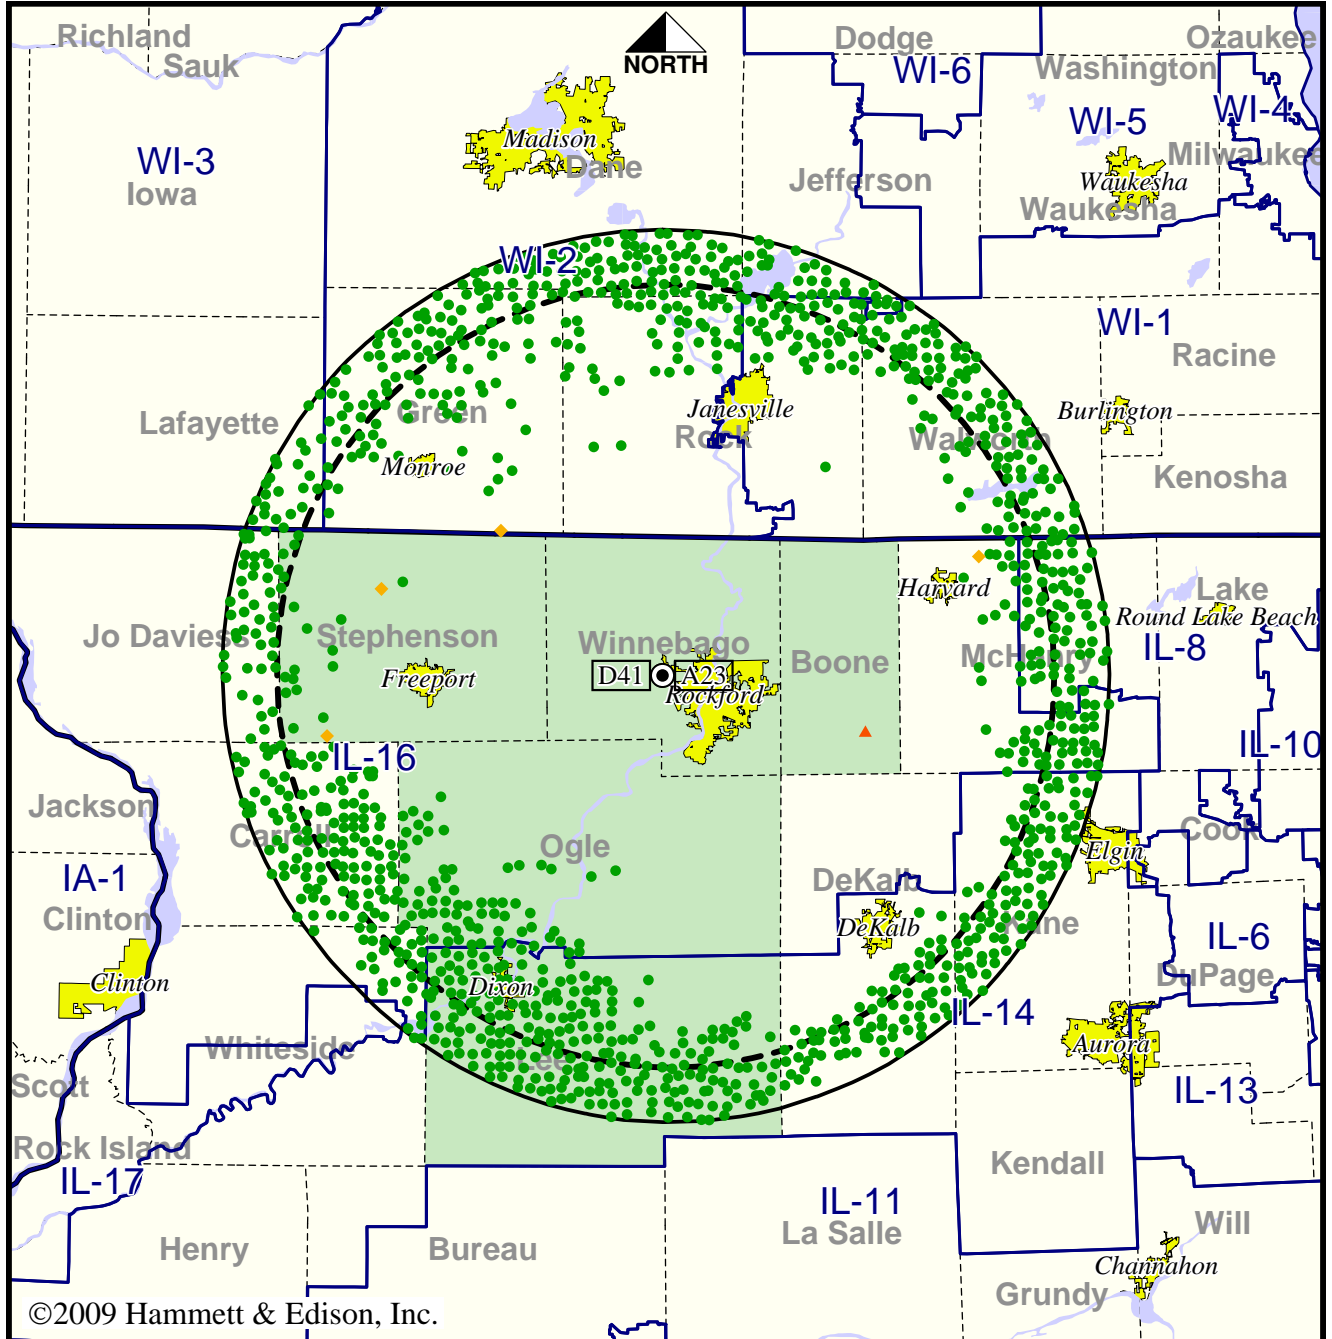 Richland
Sauk
NORTH
Dodge
Ozaukee
WI-6
Washington
WI-4
WI-5
Madison
WI-3
Dane
Milwaukee
Iowa
Jefferson
Waukesha
Waukesha
WI-2
WI-1
Racine
Lafayette
Green
Janesville
Burlington
Rock
Walworth
Monroe
Kenosha
Harvard
Lake
Round Lake Beach
Jo Daviess
Stephenson
Winnebago
Boone
McHenry
IL-8
Freeport
D41
A23
Rockford
IL-16
IL-10
Jackson
Carroll
Ogle
Cook
Elgin
IA-1
DeKalb
Clinton
DeKalb
Kane
IL-6
DuPage
Clinton
Dixon
IL-14
Whiteside
Lee
Aurora
Scott
IL-13
Rock Island
Kendall
IL-17
IL-11
Will
La Salle
Henry
Bureau
Channahon
Grundy
©2009 Hammett & Edison, Inc.